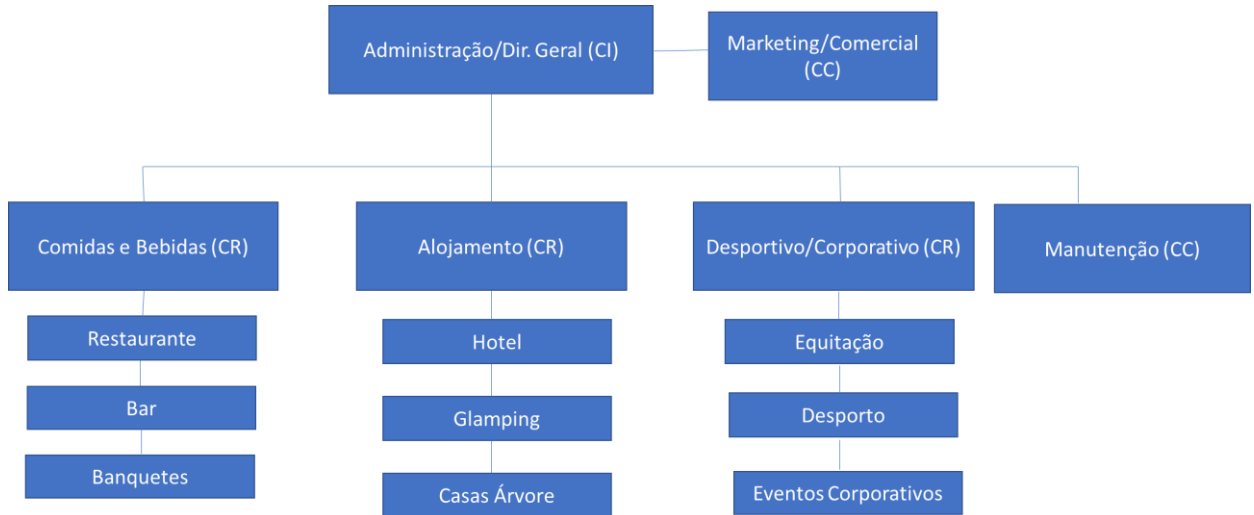 Administração/Dir. Geral (CI)
Marketing/Comercial
(CC)
Comidas e Bebidas (CR)
Alojamento (CR)
Desportivo/Corporativo (CR)
Manutenção (CC)
Restaurante
Hotel
Equitação
Bar
Glamping
Desporto
Banquetes
Casas Árvore
Eventos Corporativos